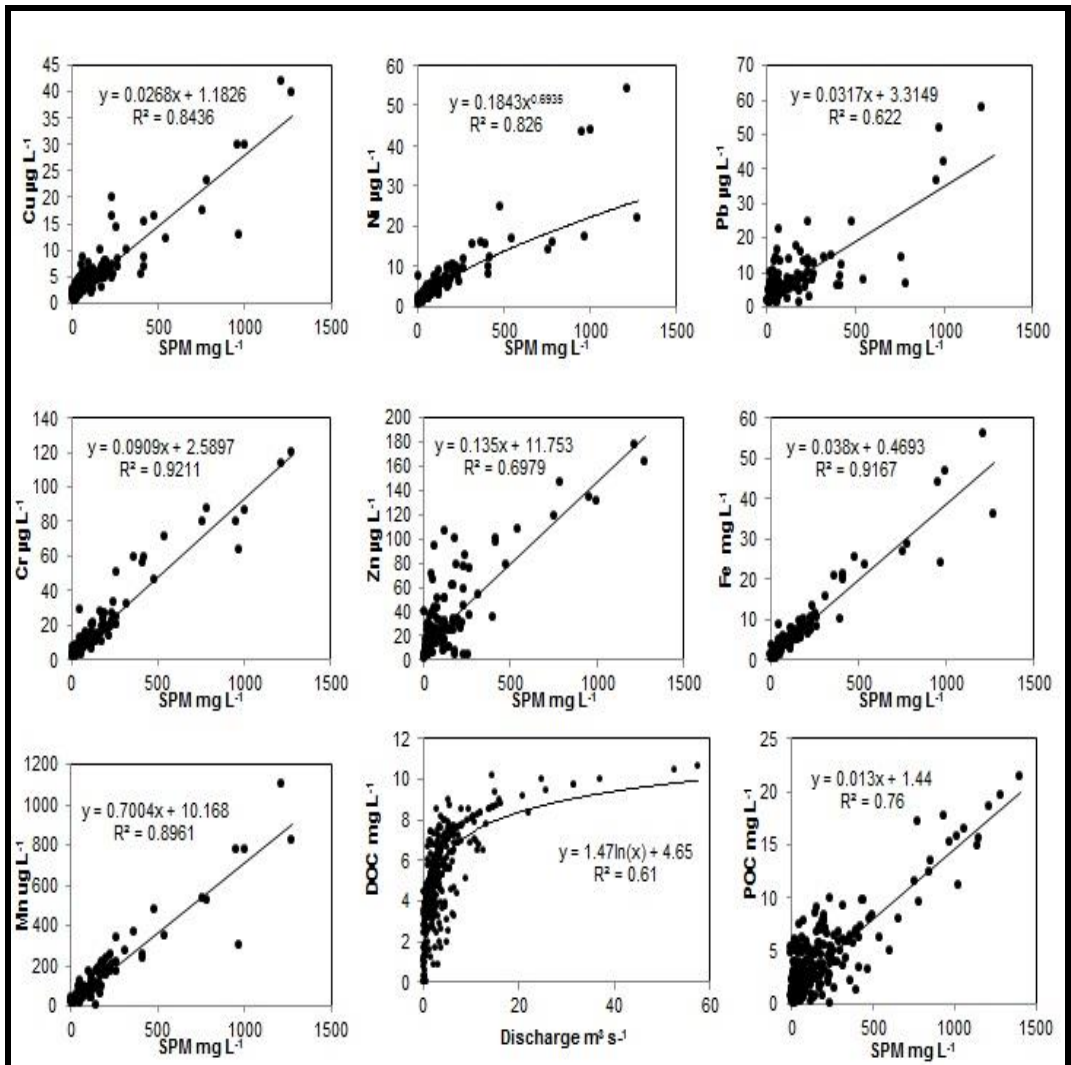 y = 0.0268x + 1.1826
R² = 0.8436
Cu µg L⁻¹
45
40
35
30
25
20
15
10
5
0
0 500 1000 1500
SPM mg L⁻¹
y = 0.1843x⁰·⁶⁹³⁵
R² = 0.826
Ni µg L⁻¹
60
50
40
30
20
10
0
0 500 1000 1500
SPM mg L⁻¹
y = 0.0317x + 3.3149
R² = 0.622
Pb µg L⁻¹
70
60
50
40
30
20
10
0
0 500 1000 1500
SPM mg L⁻¹
y = 0.0909x + 2.5897
R² = 0.9211
Cr µg L⁻¹
140
120
100
80
60
40
20
0
0 500 1000 1500
SPM mg L⁻¹
y = 0.135x + 11.753
R² = 0.6979
Zn µg L⁻¹
200
180
160
140
120
100
80
60
40
20
0
0 500 1000 1500
SPM mg L⁻¹
y = 0.038x + 0.4693
R² = 0.9167
Fe mg L⁻¹
60
50
40
30
20
10
0
0 500 1000 1500
SPM mg L⁻¹
y = 0.7004x + 10.168
R² = 0.8961
Mn ug L⁻¹
1200
1000
800
600
400
200
0
0 500 1000 1500
SPM mg L⁻¹
y = 1.47ln(x) + 4.65
R² = 0.61
DOC mg L⁻¹
12
10
8
6
4
2
0
0 20 40 60
Discharge m³ s-¹
y = 0.013x + 1.44
R² = 0.76
POC mg L⁻¹
25
20
15
10
5
0
0 500 1000 1500
SPM mg L⁻¹